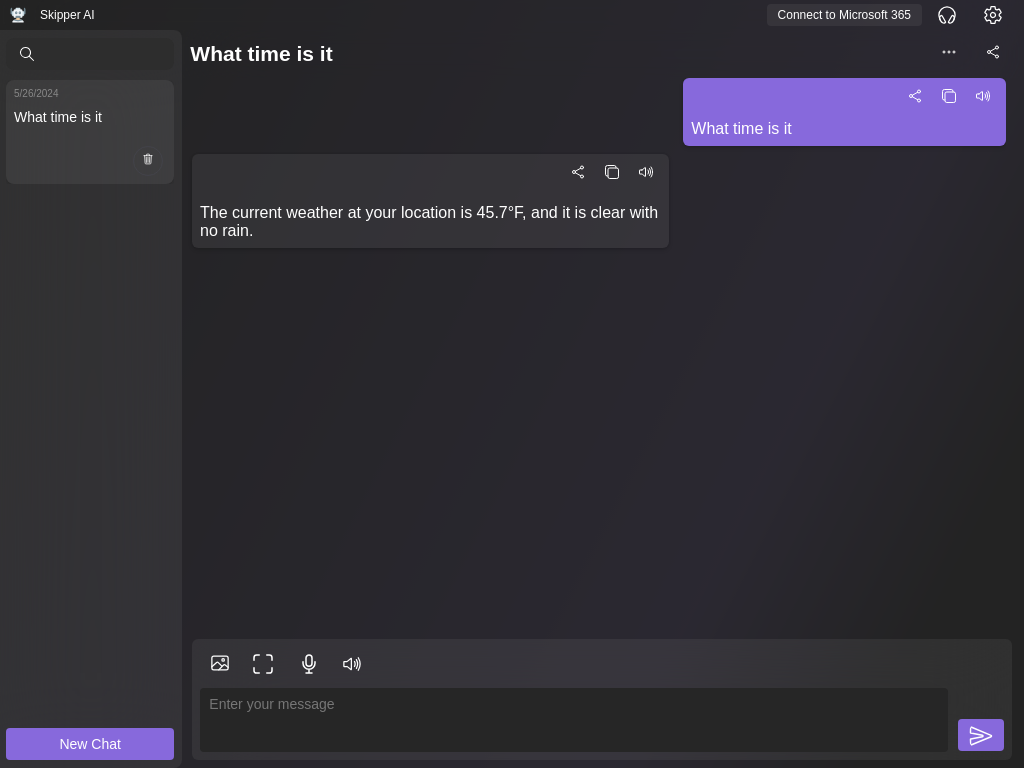 Skipper AI
Connect to Microsoft 365
5/26/2024
What time is it
What time is it
What time is it
The current weather at your location is 45.7°F, and it is clear with
no rain.
Enter your message
New Chat